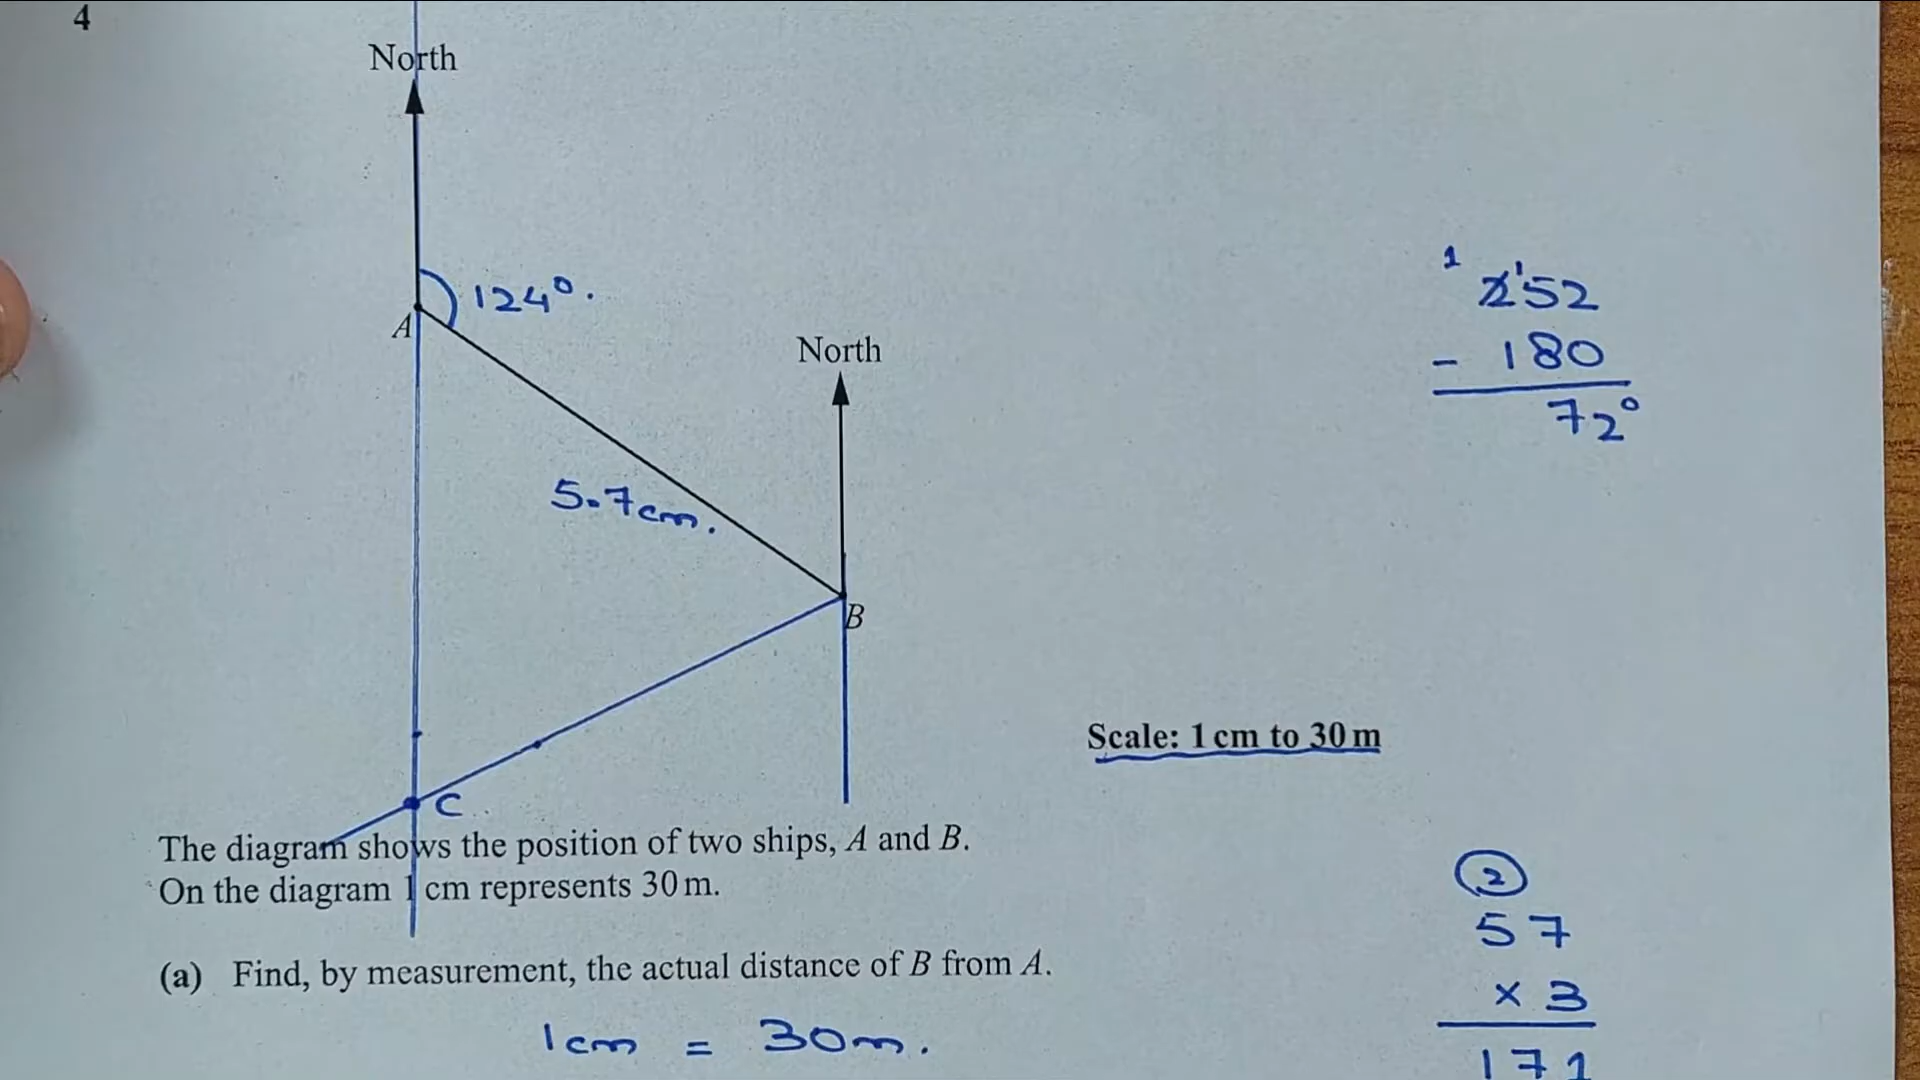 4
North
A
124°.
North
1
252
- 180
72°
5.7cm.
B
Scale: 1 cm to 30 m
C
The diagram shows the position of two ships, A and B.
On the diagram 1 cm represents 30 m.
2
57
× 3
171
(a) Find, by measurement, the actual distance of B from A.
1cm = 30m.